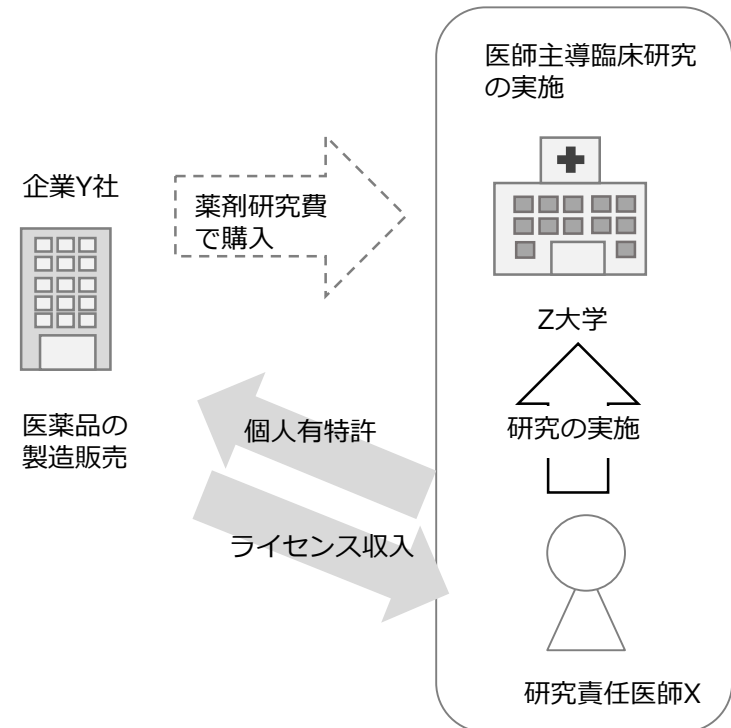 医師主導臨床研究
の実施
企業Y社
薬剤研究費
で購入
Z大学
医薬品の
製造販売
個人有特許
研究の実施
ライセンス収入
研究責任医師X